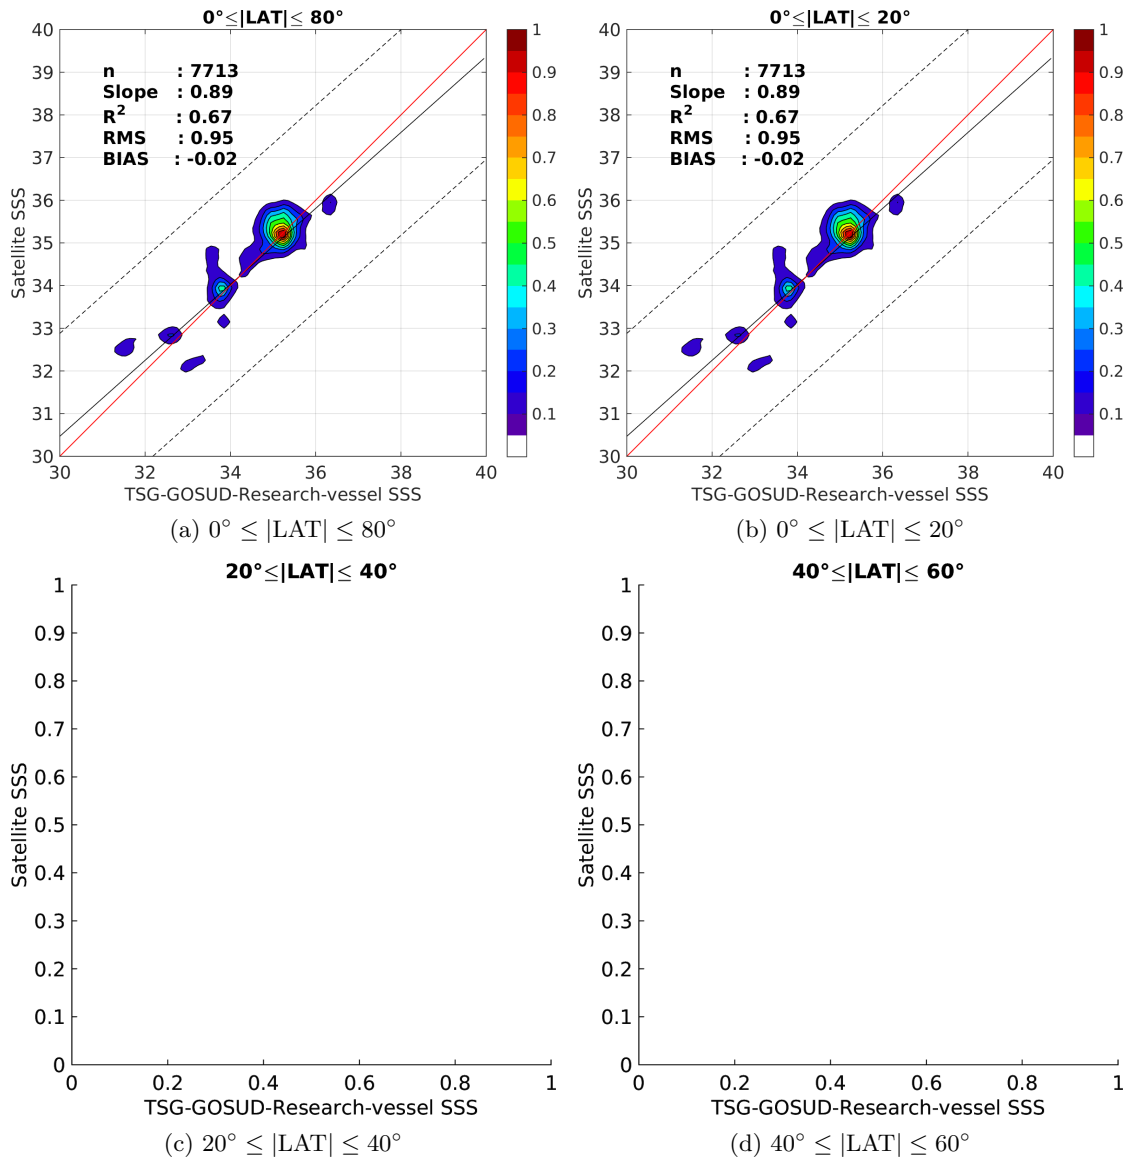 0°≤|LAT|≤ 80°
n : 7713
Slope : 0.89
R² : 0.67
RMS : 0.95
BIAS : -0.02
40
39
38
37
36
35
34
33
32
31
30
30 32 34 36 38 40
Satellite SSS
TSG-GOSUD-Research-vessel SSS
1
0.9
0.8
0.7
0.6
0.5
0.4
0.3
0.2
0.1
(a) 0° ≤ |LAT| ≤ 80°
0°≤|LAT|≤ 20°
n : 7713
Slope : 0.89
R² : 0.67
RMS : 0.95
BIAS : -0.02
40
39
38
37
36
35
34
33
32
31
30
30 32 34 36 38 40
Satellite SSS
TSG-GOSUD-Research-vessel SSS
1
0.9
0.8
0.7
0.6
0.5
0.4
0.3
0.2
0.1
(b) 0° ≤ |LAT| ≤ 20°
20°≤|LAT|≤ 40°
1
0.9
0.8
0.7
0.6
0.5
0.4
0.3
0.2
0.1
0
0 0.2 0.4 0.6 0.8 1
Satellite SSS
TSG-GOSUD-Research-vessel SSS
(c) 20° ≤ |LAT| ≤ 40°
40°≤|LAT|≤ 60°
1
0.9
0.8
0.7
0.6
0.5
0.4
0.3
0.2
0.1
0
0 0.2 0.4 0.6 0.8 1
Satellite SSS
TSG-GOSUD-Research-vessel SSS
(d) 40° ≤ |LAT| ≤ 60°